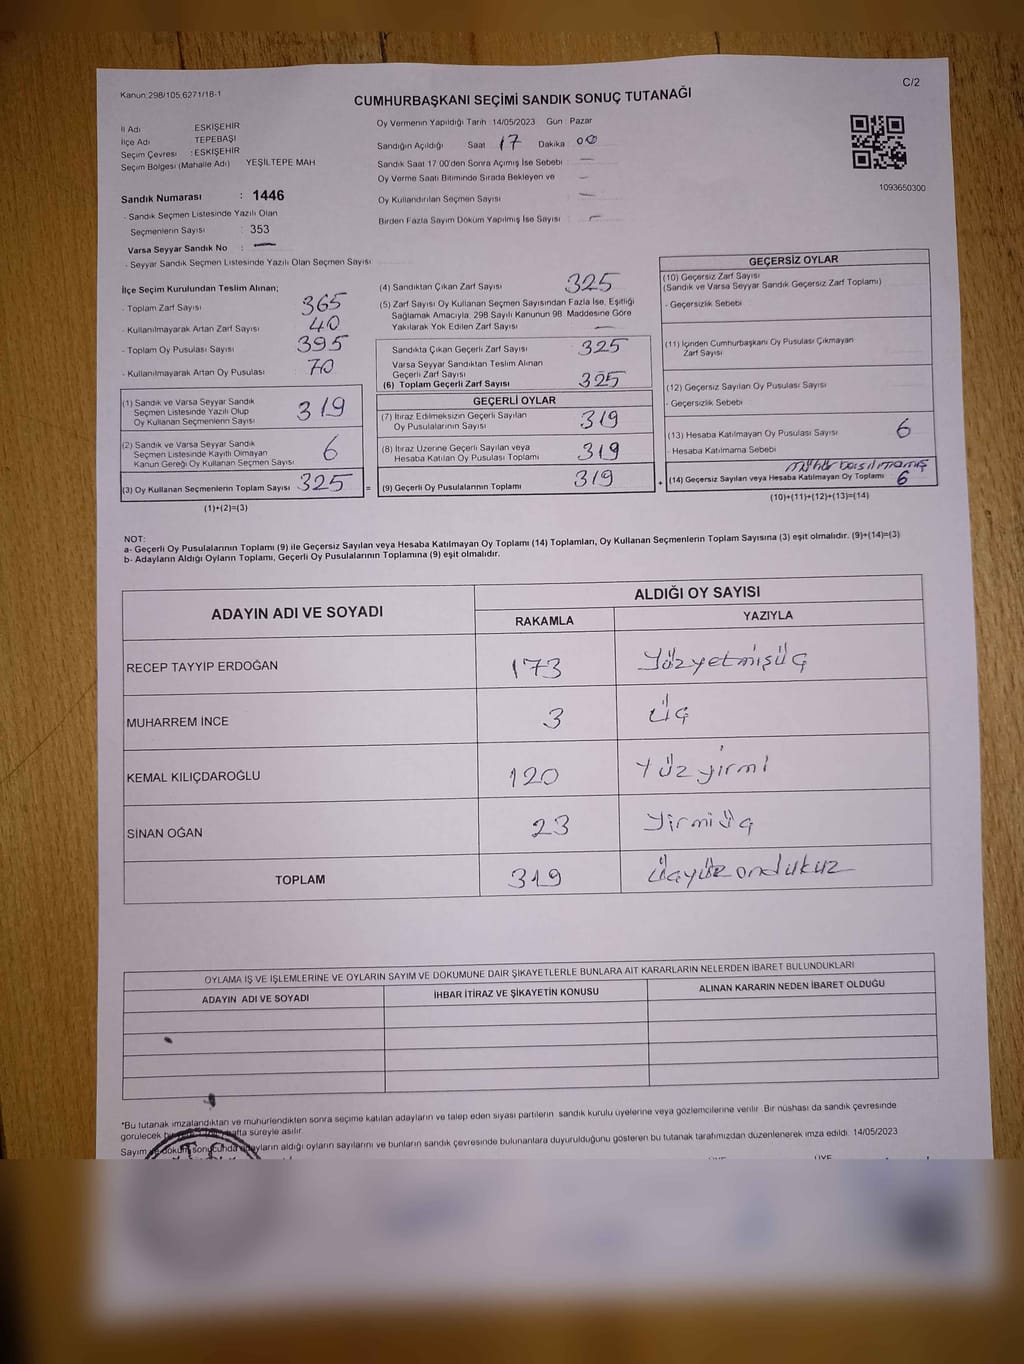 Kanun:298/105,6271/18-1
C/2
CUMHURBAŞKANI SEÇİMİ SANDIK SONUÇ TUTANAĞI
İl Adı ESKİŞEHİR
İlçe Adı TEPEBAŞI
Seçim Çevresi : ESKİŞEHİR
Seçim Bölgesi (Mahalle Adı) YEŞİLTEPE MAH
Sandık Numarası : 1446
- Sandık Seçmen Listesinde Yazılı Olan
Seçmenlerin Sayısı : 353
Varsa Seyyar Sandık No : —
- Seyyar Sandık Seçmen Listesinde Yazılı Olan Seçmen Sayısı:
Oy Vermenin Yapıldığı Tarih : 14/05/2023 Gün : Pazar
Sandığın Açıldığı Saat 17 Dakika 00
Sandık Saat 17:00'den Sonra Açımış İse Sebebi —
Oy Verme Saati Bitiminde Sırada Bekleyen ve —
Oy Kullandırılan Seçmen Sayısı —
Birden Fazla Sayım Döküm Yapılmış İse Sayısı —
1093650300
İlçe Seçim Kurulundan Teslim Alınan;
- Toplam Zarf Sayısı 365
- Kullanılmayarak Artan Zarf Sayısı 40
- Toplam Oy Pusulası Sayısı 395
- Kullanılmayarak Artan Oy Pusulası 70
(1) Sandık ve Varsa Seyyar Sandık
Seçmen Listesinde Yazılı Olup
Oy Kullanan Seçmenlerin Sayısı 319
(2) Sandık ve Varsa Seyyar Sandık
Seçmen Listesinde Kayıtlı Olmayan
Kanun Gereği Oy Kullanan Seçmen Sayısı 6
(3) Oy Kullanan Seçmenlerin Toplam Sayısı 325 =
(1)+(2)=(3)
(4) Sandıktan Çıkan Zarf Sayısı 325
(5) Zarf Sayısı Oy Kullanan Seçmen Sayısından Fazla İse, Eşitliği
Sağlamak Amacıyla, 298 Sayılı Kanunun 98. Maddesine Göre
Yakılarak Yok Edilen Zarf Sayısı —
Sandıkta Çıkan Geçerli Zarf Sayısı 325
Varsa Seyyar Sandıktan Teslim Alınan
Geçerli Zarf Sayısı
(6) Toplam Geçerli Zarf Sayısı 325
GEÇERLİ OYLAR
(7) İtiraz Edilmeksizin Geçerli Sayılan
Oy Pusulalarının Sayısı 319
(8) İtiraz Üzerine Geçerli Sayılan veya
Hesaba Katılan Oy Pusulası Toplamı 319
(9) Geçerli Oy Pusulalarının Toplamı 319 +
GEÇERSİZ OYLAR
(10) Geçersiz Zarf Sayısı
(Sandık ve Varsa Seyyar Sandık Geçersiz Zarf Toplamı)
- Geçersizlik Sebebi
(11) İçinden Cumhurbaşkanı Oy Pusulası Çıkmayan
Zarf Sayısı
(12) Geçersiz Sayılan Oy Pusulası Sayısı
- Geçersizlik Sebebi
(13) Hesaba Katılmayan Oy Pusulası Sayısı 6
- Hesaba Katılmama Sebebi
mühür basılmamış
(14) Geçersiz Sayılan veya Hesaba Katılmayan Oy Toplamı 6
(10)+(11)+(12)+(13)=(14)
NOT:
a- Geçerli Oy Pusulalarının Toplamı (9) ile Geçersiz Sayılan veya Hesaba Katılmayan Oy Toplamı (14) Toplamları, Oy Kullanan Seçmenlerin Toplam Sayısına (3) eşit olmalıdır. (9)+(14)=(3)
b- Adayların Aldığı Oyların Toplamı, Geçerli Oy Pusulalarının Toplamına (9) eşit olmalıdır.
ADAYIN ADI VE SOYADI
ALDIĞI OY SAYISI
RAKAMLA YAZIYLA
RECEP TAYYIP ERDOĞAN 173 Yüzyetmişüç
MUHARREM İNCE 3 Üç
KEMAL KILIÇDAROĞLU 120 Yüzyirmi
SİNAN OĞAN 23 Yirmiüç
TOPLAM 319 Üçyüzondukuz
OYLAMA İŞ VE İŞLEMLERİNE VE OYLARIN SAYIM VE DÖKÜMÜNE DAİR ŞİKAYETLERLE BUNLARA AİT KARARLARIN NELERDEN İBARET BULUNDUKLARI
ADAYIN ADI VE SOYADI İHBAR İTİRAZ VE ŞİKAYETİN KONUSU ALINAN KARARIN NEDEN İBARET OLDUĞU
*Bu tutanak imzalandıktan ve mühürlendikten sonra seçime katılan adayların ve talep eden siyasi partilerin sandık kurulu üyelerine veya gözlemcilerine verilir. Bir nüshası da sandık çevresinde
görülecek bir hafta süreyle asılır.
Sayım ve döküm sonucunda adayların aldığı oyların sayılarını ve bunların sandık çevresinde bulunanlara duyurulduğunu gösteren bu tutanak tarafımızdan düzenlenerek imza edildi. 14/05/2023